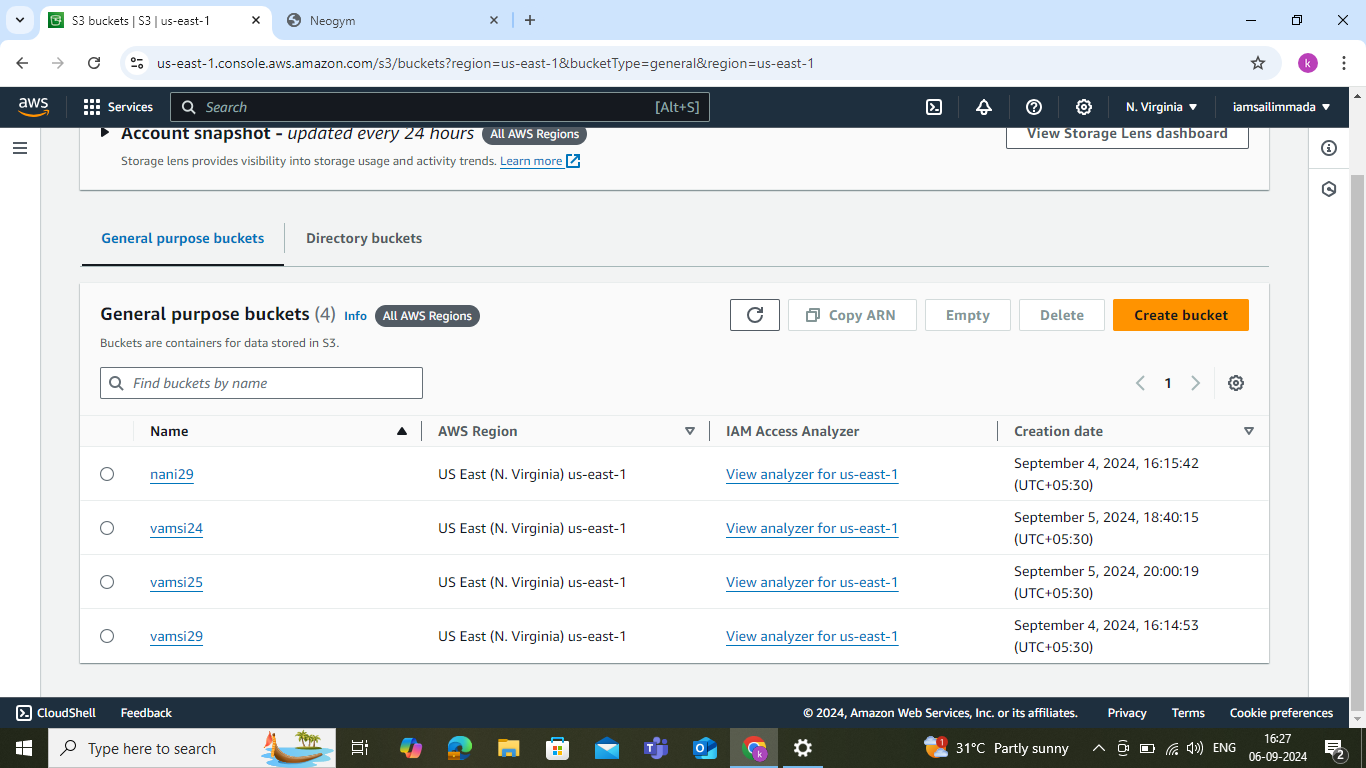 S3 buckets | S3 | us-east-1
Neogym
us-east-1.console.aws.amazon.com/s3/buckets?region=us-east-1&bucketType=general&region=us-east-1
k
aws Services Search [Alt+S] N. Virginia iamsailimmada
Account snapshot - updated every 24 hours All AWS Regions View Storage Lens dashboard
Storage lens provides visibility into storage usage and activity trends. Learn more
General purpose buckets Directory buckets
General purpose buckets (4) Info All AWS Regions Copy ARN Empty Delete Create bucket
Buckets are containers for data stored in S3.
Find buckets by name 1
Name AWS Region IAM Access Analyzer Creation date
nani29 US East (N. Virginia) us-east-1 View analyzer for us-east-1 September 4, 2024, 16:15:42
(UTC+05:30)
vamsi24 US East (N. Virginia) us-east-1 View analyzer for us-east-1 September 5, 2024, 18:40:15
(UTC+05:30)
vamsi25 US East (N. Virginia) us-east-1 View analyzer for us-east-1 September 5, 2024, 20:00:19
(UTC+05:30)
vamsi29 US East (N. Virginia) us-east-1 View analyzer for us-east-1 September 4, 2024, 16:14:53
(UTC+05:30)
CloudShell Feedback © 2024, Amazon Web Services, Inc. or its affiliates. Privacy Terms Cookie preferences
Type here to search k 1 31°C Partly sunny ENG 16:27
06-09-2024 2